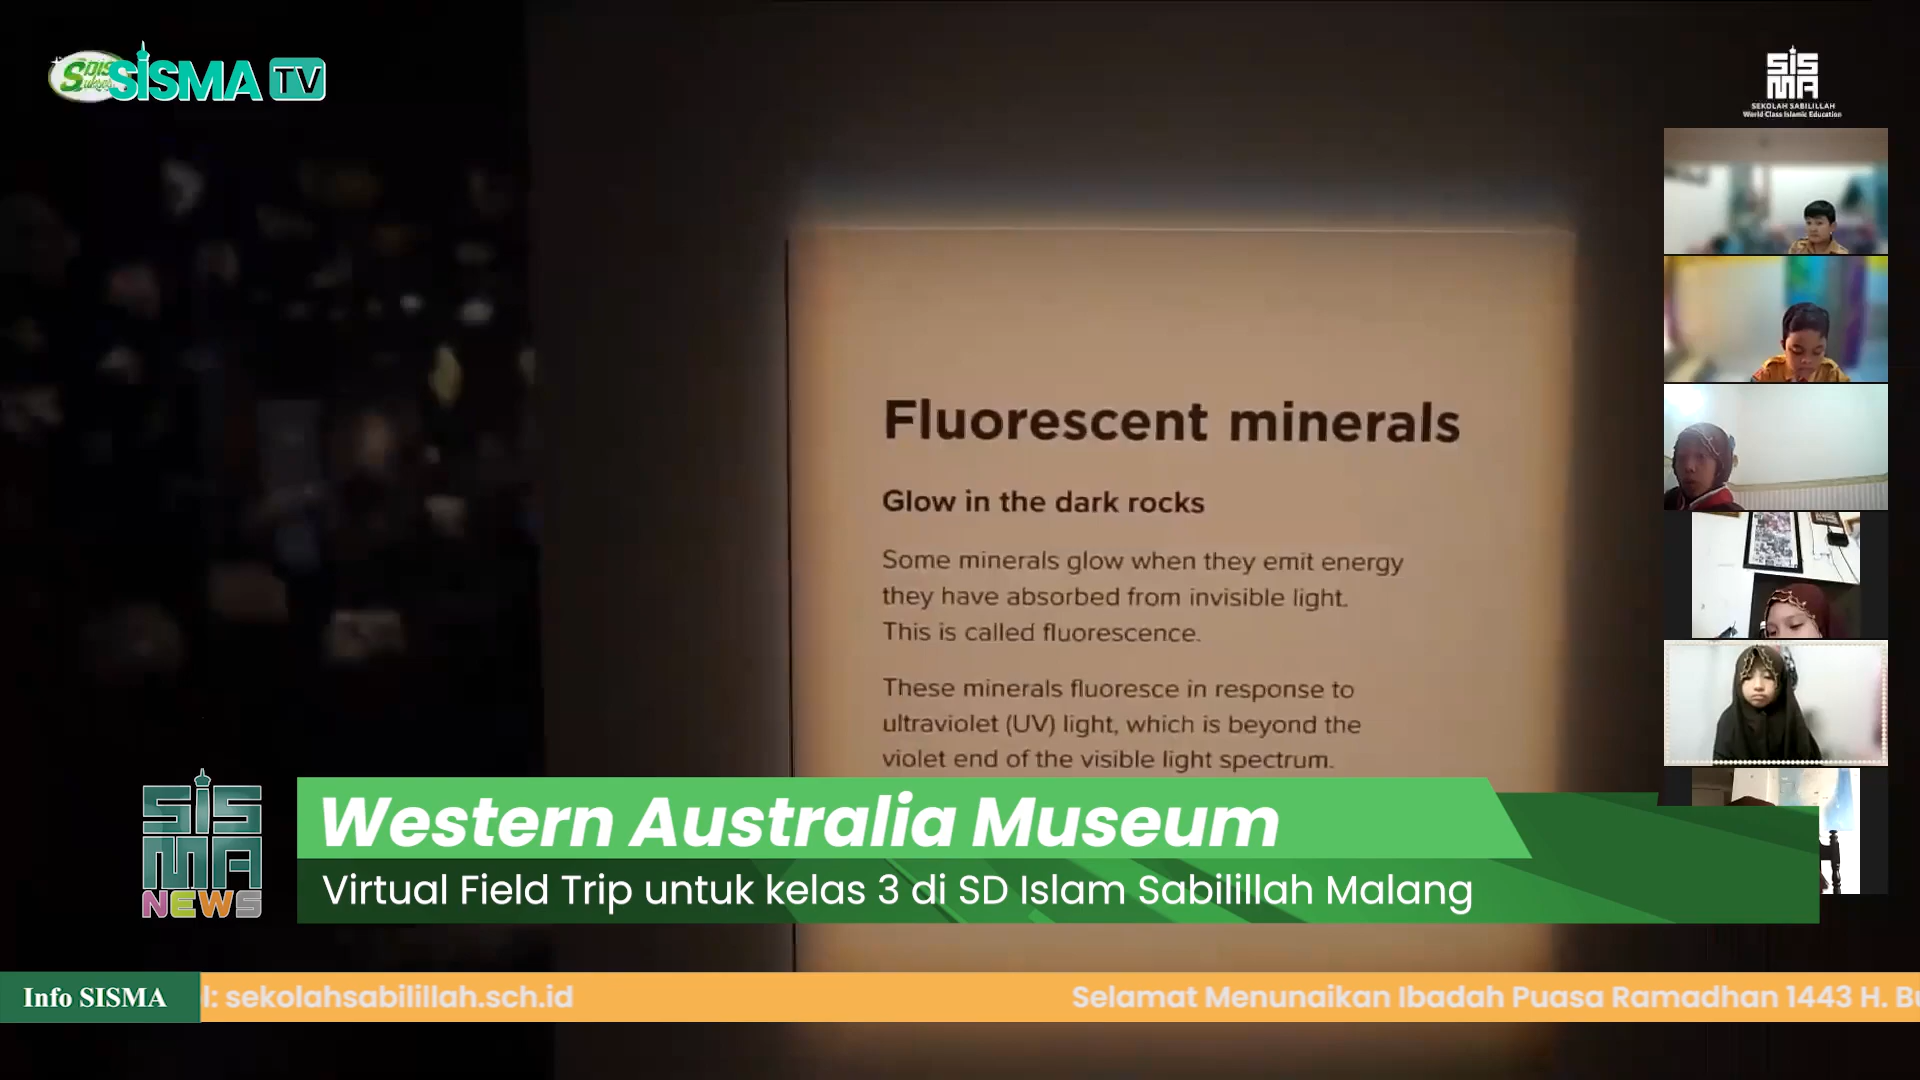 SISMA TV
SIS
MA
SEKOLAH SABILILLAH
World Class Islamic Education
Fluorescent minerals
Glow in the dark rocks
Some minerals glow when they emit energy
they have absorbed from invisible light.
This is called fluorescence.
These minerals fluoresce in response to
ultraviolet (UV) light, which is beyond the
violet end of the visible light spectrum.
SIS
MA
NEWS
Western Australia Museum
Virtual Field Trip untuk kelas 3 di SD Islam Sabilillah Malang
Info SISMA
l: sekolahsabilillah.sch.id
Selamat Menunaikan Ibadah Puasa Ramadhan 1443 H.